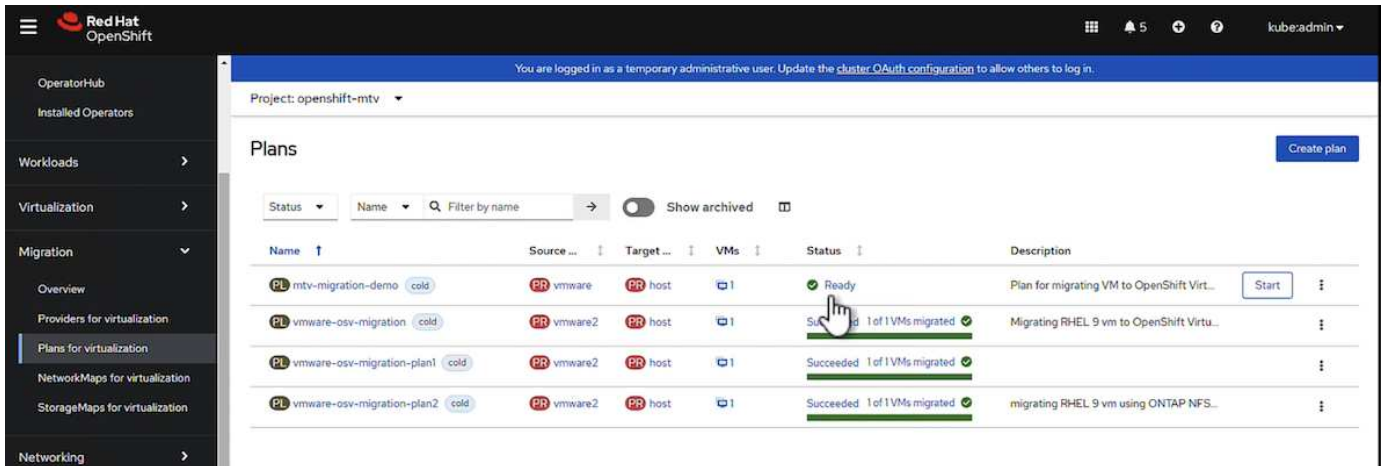 Red Hat
OpenShift
5
kube:admin
You are logged in as a temporary administrative user. Update the cluster OAuth configuration to allow others to log in.
OperatorHub
Installed Operators
Workloads
Virtualization
Migration
Overview
Providers for virtualization
Plans for virtualization
NetworkMaps for virtualization
StorageMaps for virtualization
Networking
Project: openshift-mtv
Plans
Create plan
Status Name Filter by name Show archived
Name Source ... Target ... VMs Status Description
PL mtv-migration-demo cold PR vmware PR host 1 Ready Plan for migrating VM to OpenShift Virt... Start
PL vmware-osv-migration cold PR vmware2 PR host 1 1 of 1 VMs migrated Migrating RHEL 9 vm to OpenShift Virtu...
PL vmware-osv-migration-plan1 cold PR vmware2 PR host 1 Succeeded 1 of 1 VMs migrated
PL vmware-osv-migration-plan2 cold PR vmware2 PR host 1 Succeeded 1 of 1 VMs migrated migrating RHEL 9 vm using ONTAP NFS...